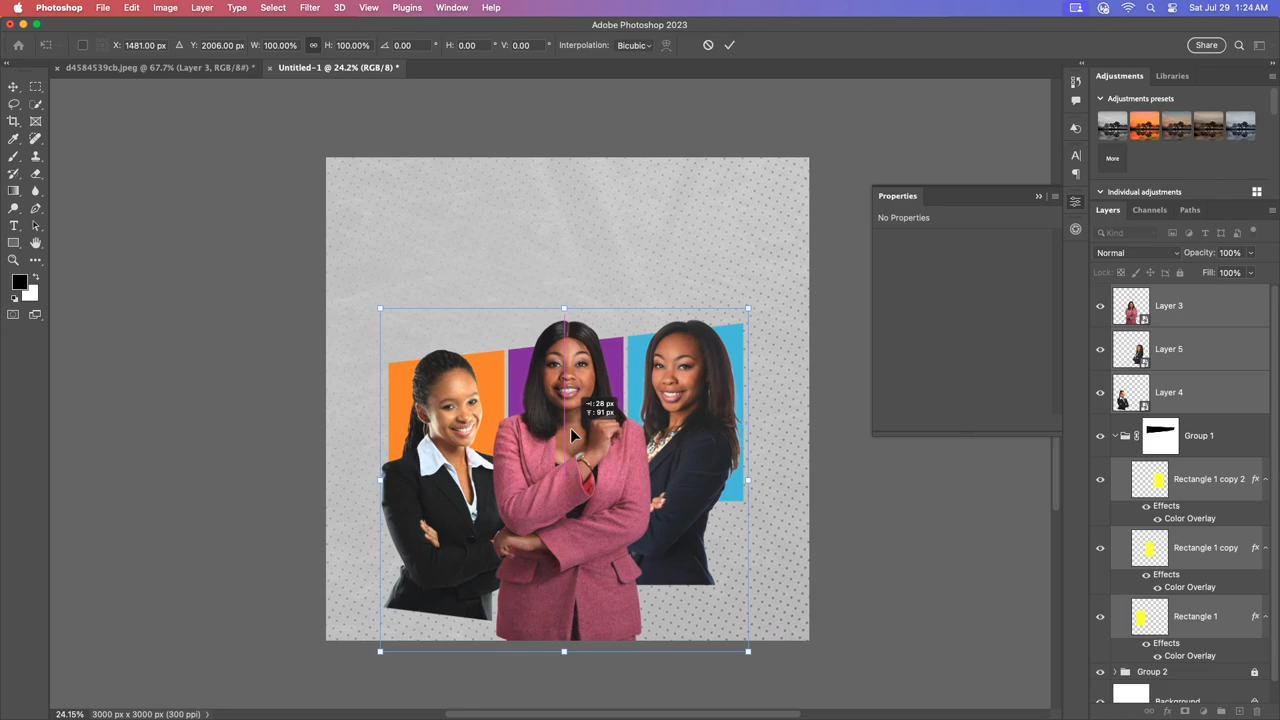 Photoshop File Edit Image Layer Type Select Filter 3D View Plugins Window Help Sat Jul 29 1:24 AM
Adobe Photoshop 2023
X: 1481.00 px Y: 2006.00 px W: 100.00% H: 100.00% 0.00 ° H: 0.00 ° V: 0.00 ° Interpolation: Bicubic Share
× d4584539cb.jpeg @ 67.7% (Layer 3, RGB/8#) * × Untitled-1 @ 24.2% (RGB/8) *
Adjustments Libraries
Adjustments presets
More
Individual adjustments
Properties
No Properties
Layers Channels Paths
Kind
Normal Opacity: 100%
Lock: Fill: 100%
Layer 3
Layer 5
Layer 4
Group 1
Rectangle 1 copy 2 fx
Effects
Color Overlay
Rectangle 1 copy fx
Effects
Color Overlay
Rectangle 1 fx
Effects
Color Overlay
Group 2
Background
: 28 px
: 91 px
24.15% 3000 px x 3000 px (300 ppi)